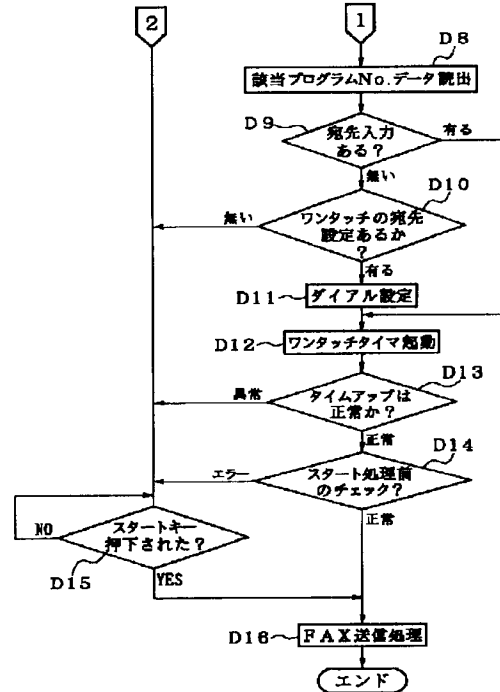 2
1
D8
該当プログラムNo.データ読出
D9
宛先入力
ある?
有る
無い
D10
ワンタッチの宛先
設定あるか
?
無い
有る
D11
ダイアル設定
D12
ワンタッチタイマ起動
D13
タイムアップは
正常か?
異常
正常
D14
スタート処理前
のチェック?
エラー
正常
スタートキー
押下された?
NO
D15
YES
D16
FAX送信処理
エンド